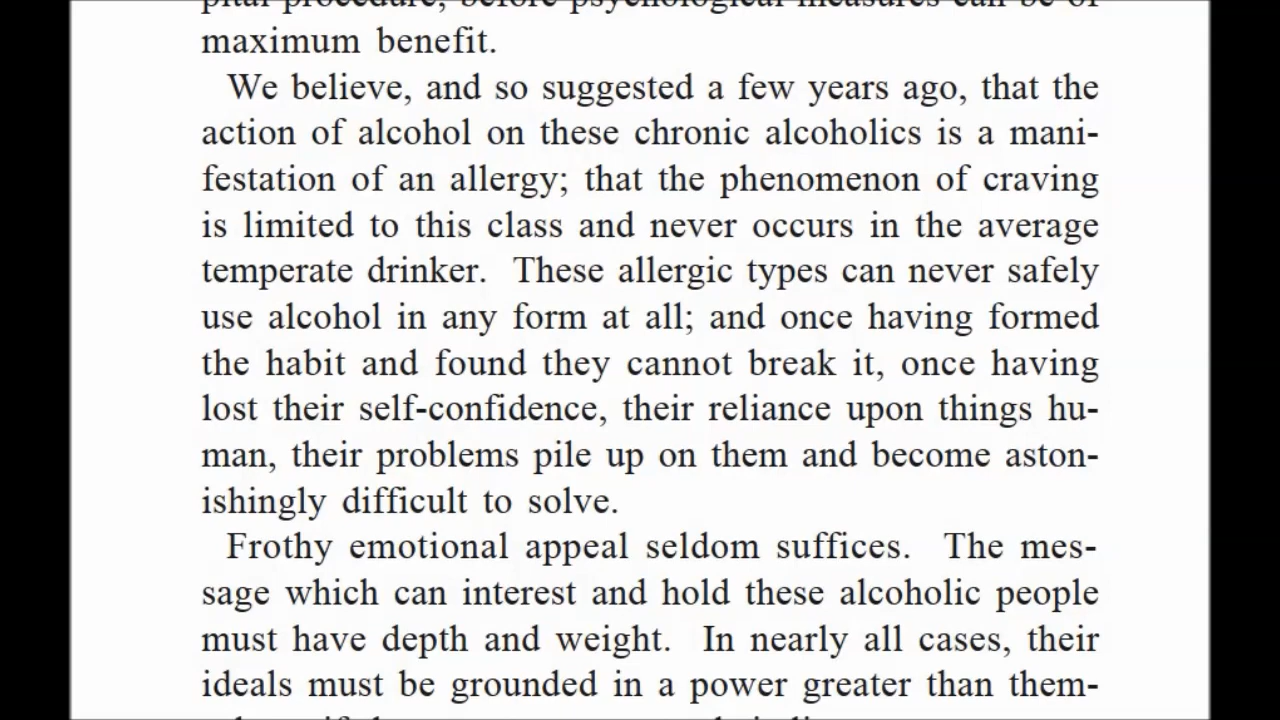 maximum benefit.
We believe, and so suggested a few years ago, that the
action of alcohol on these chronic alcoholics is a mani-
festation of an allergy; that the phenomenon of craving
is limited to this class and never occurs in the average
temperate drinker. These allergic types can never safely
use alcohol in any form at all; and once having formed
the habit and found they cannot break it, once having
lost their self-confidence, their reliance upon things hu-
man, their problems pile up on them and become aston-
ishingly difficult to solve.
Frothy emotional appeal seldom suffices. The mes-
sage which can interest and hold these alcoholic people
must have depth and weight. In nearly all cases, their
ideals must be grounded in a power greater than them-